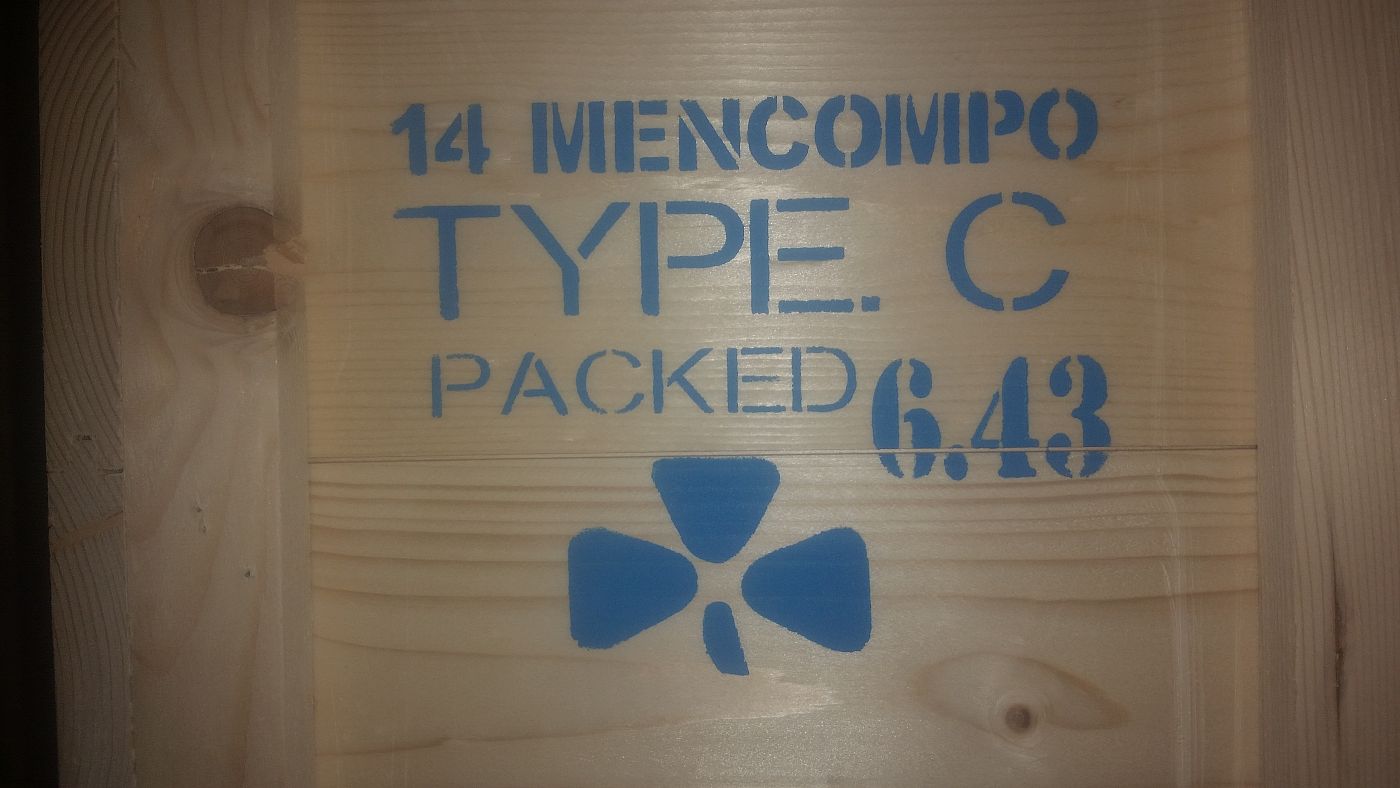 14 MENCOMPO
TYPE. C
PACKED 6.43